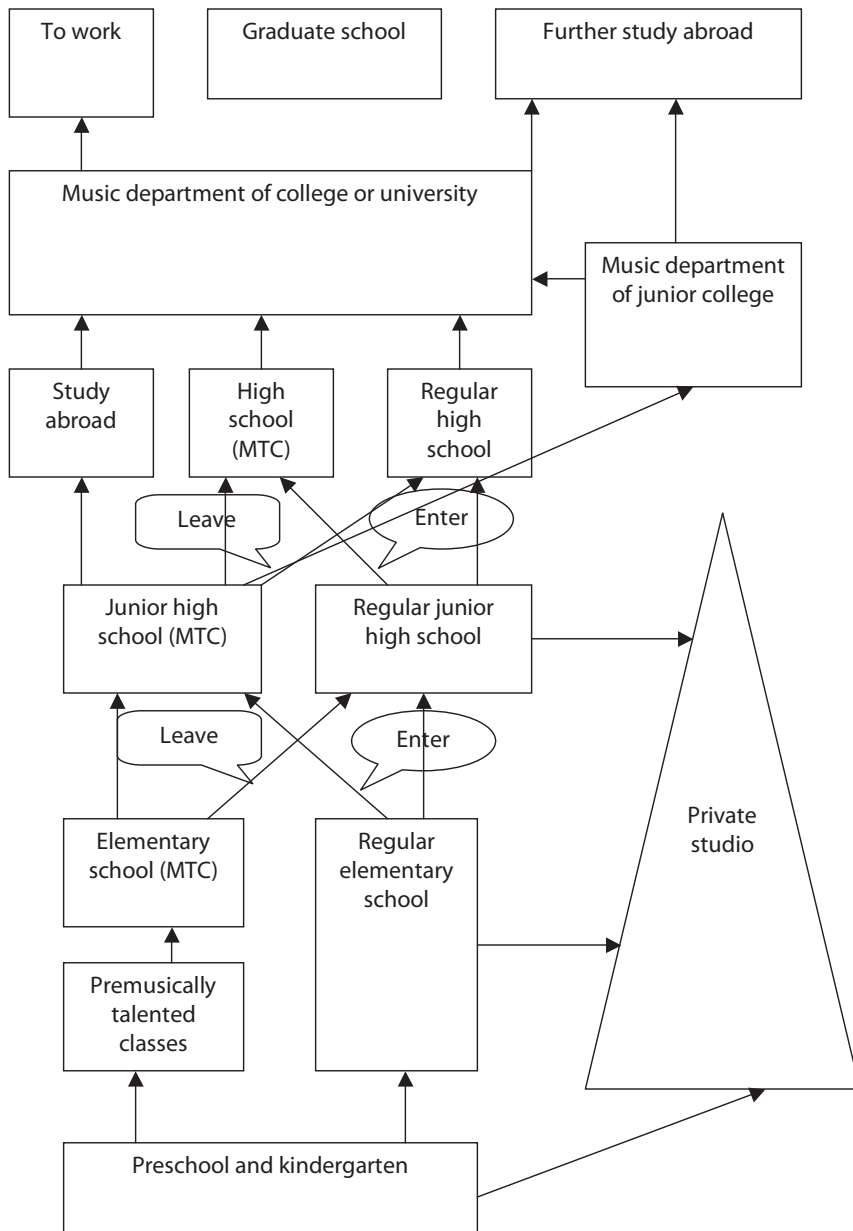 To work
Graduate school
Further study abroad
Music department of college or university
Music department
of junior college
Study
abroad
High
school
(MTC)
Regular
high
school
Leave
Enter
Junior high
school (MTC)
Regular junior
high school
Leave
Enter
Private
studio
Elementary
school (MTC)
Regular
elementary
school
Premusically
talented
classes
Preschool and kindergarten